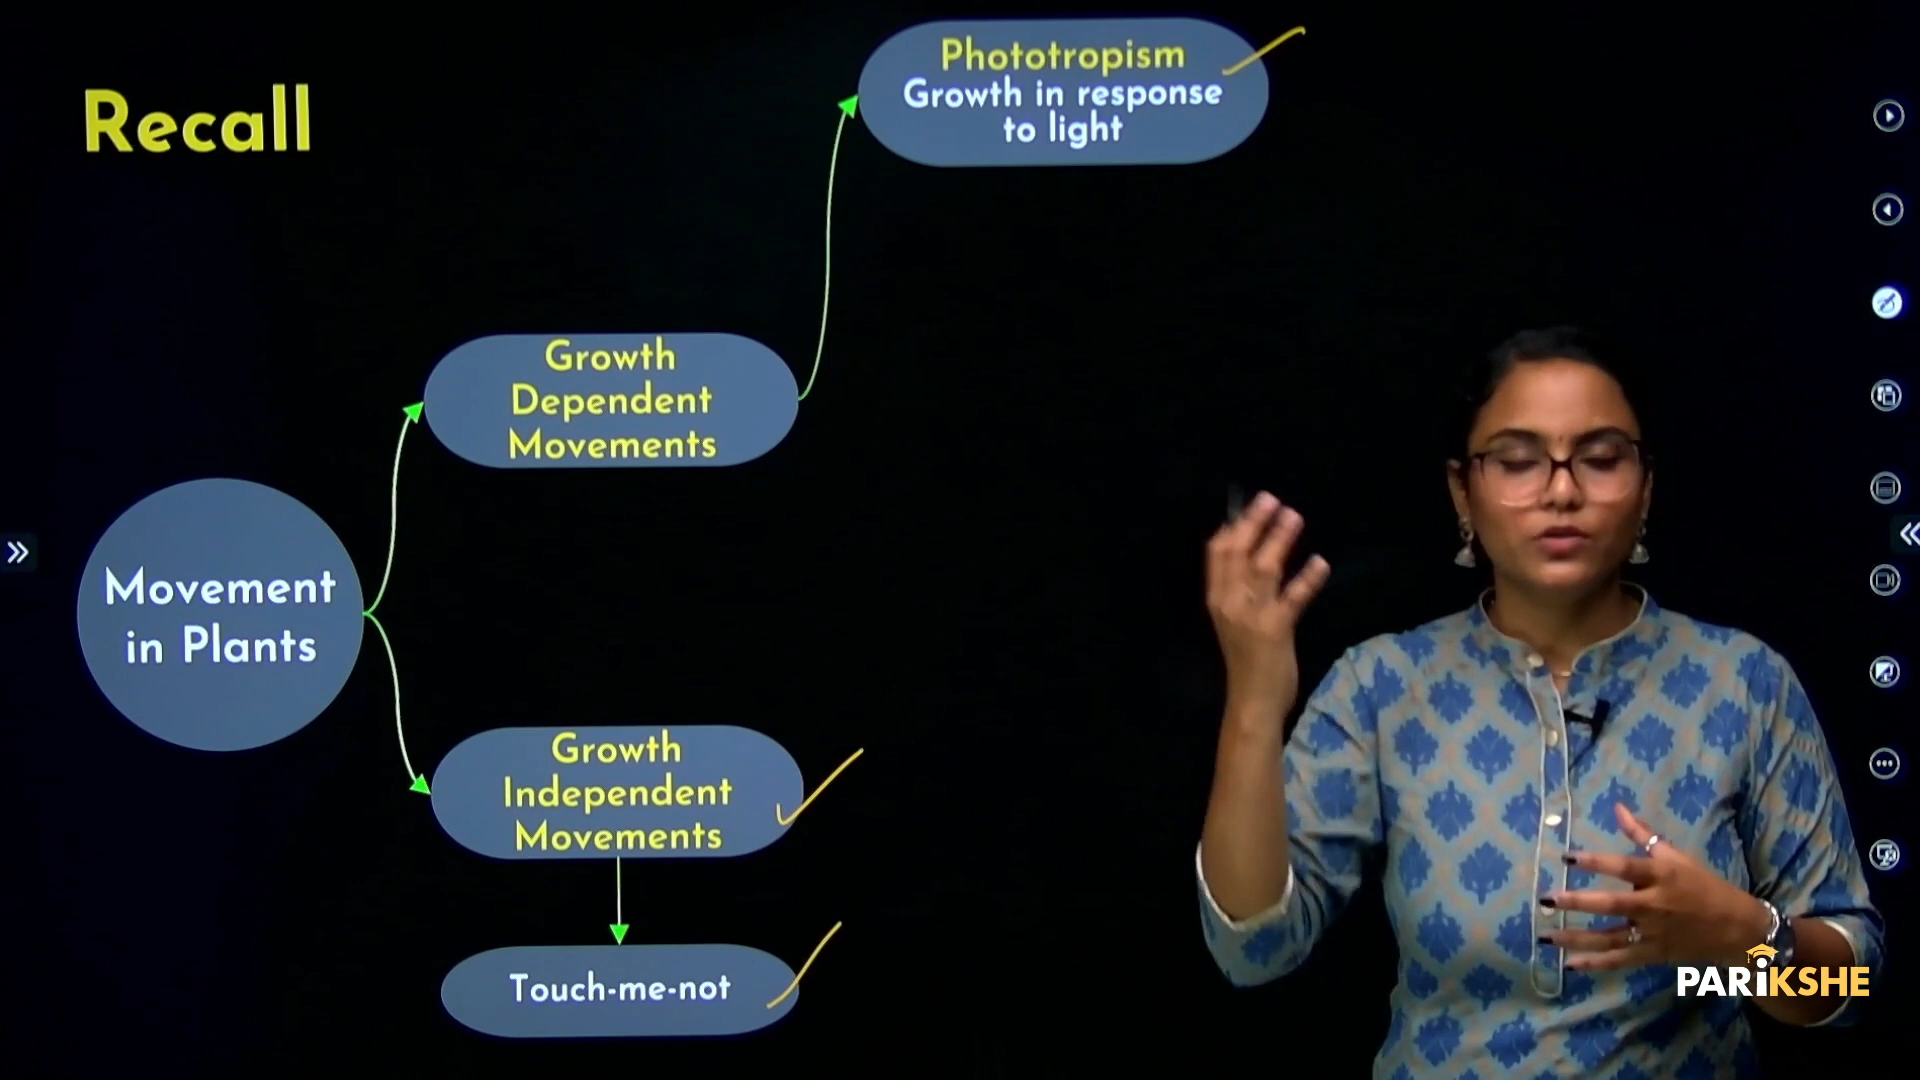 Recall
Phototropism
Growth in response
to light
Growth
Dependent
Movements
Movement
in Plants
Growth
Independent
Movements
Touch-me-not
PARiKSHE